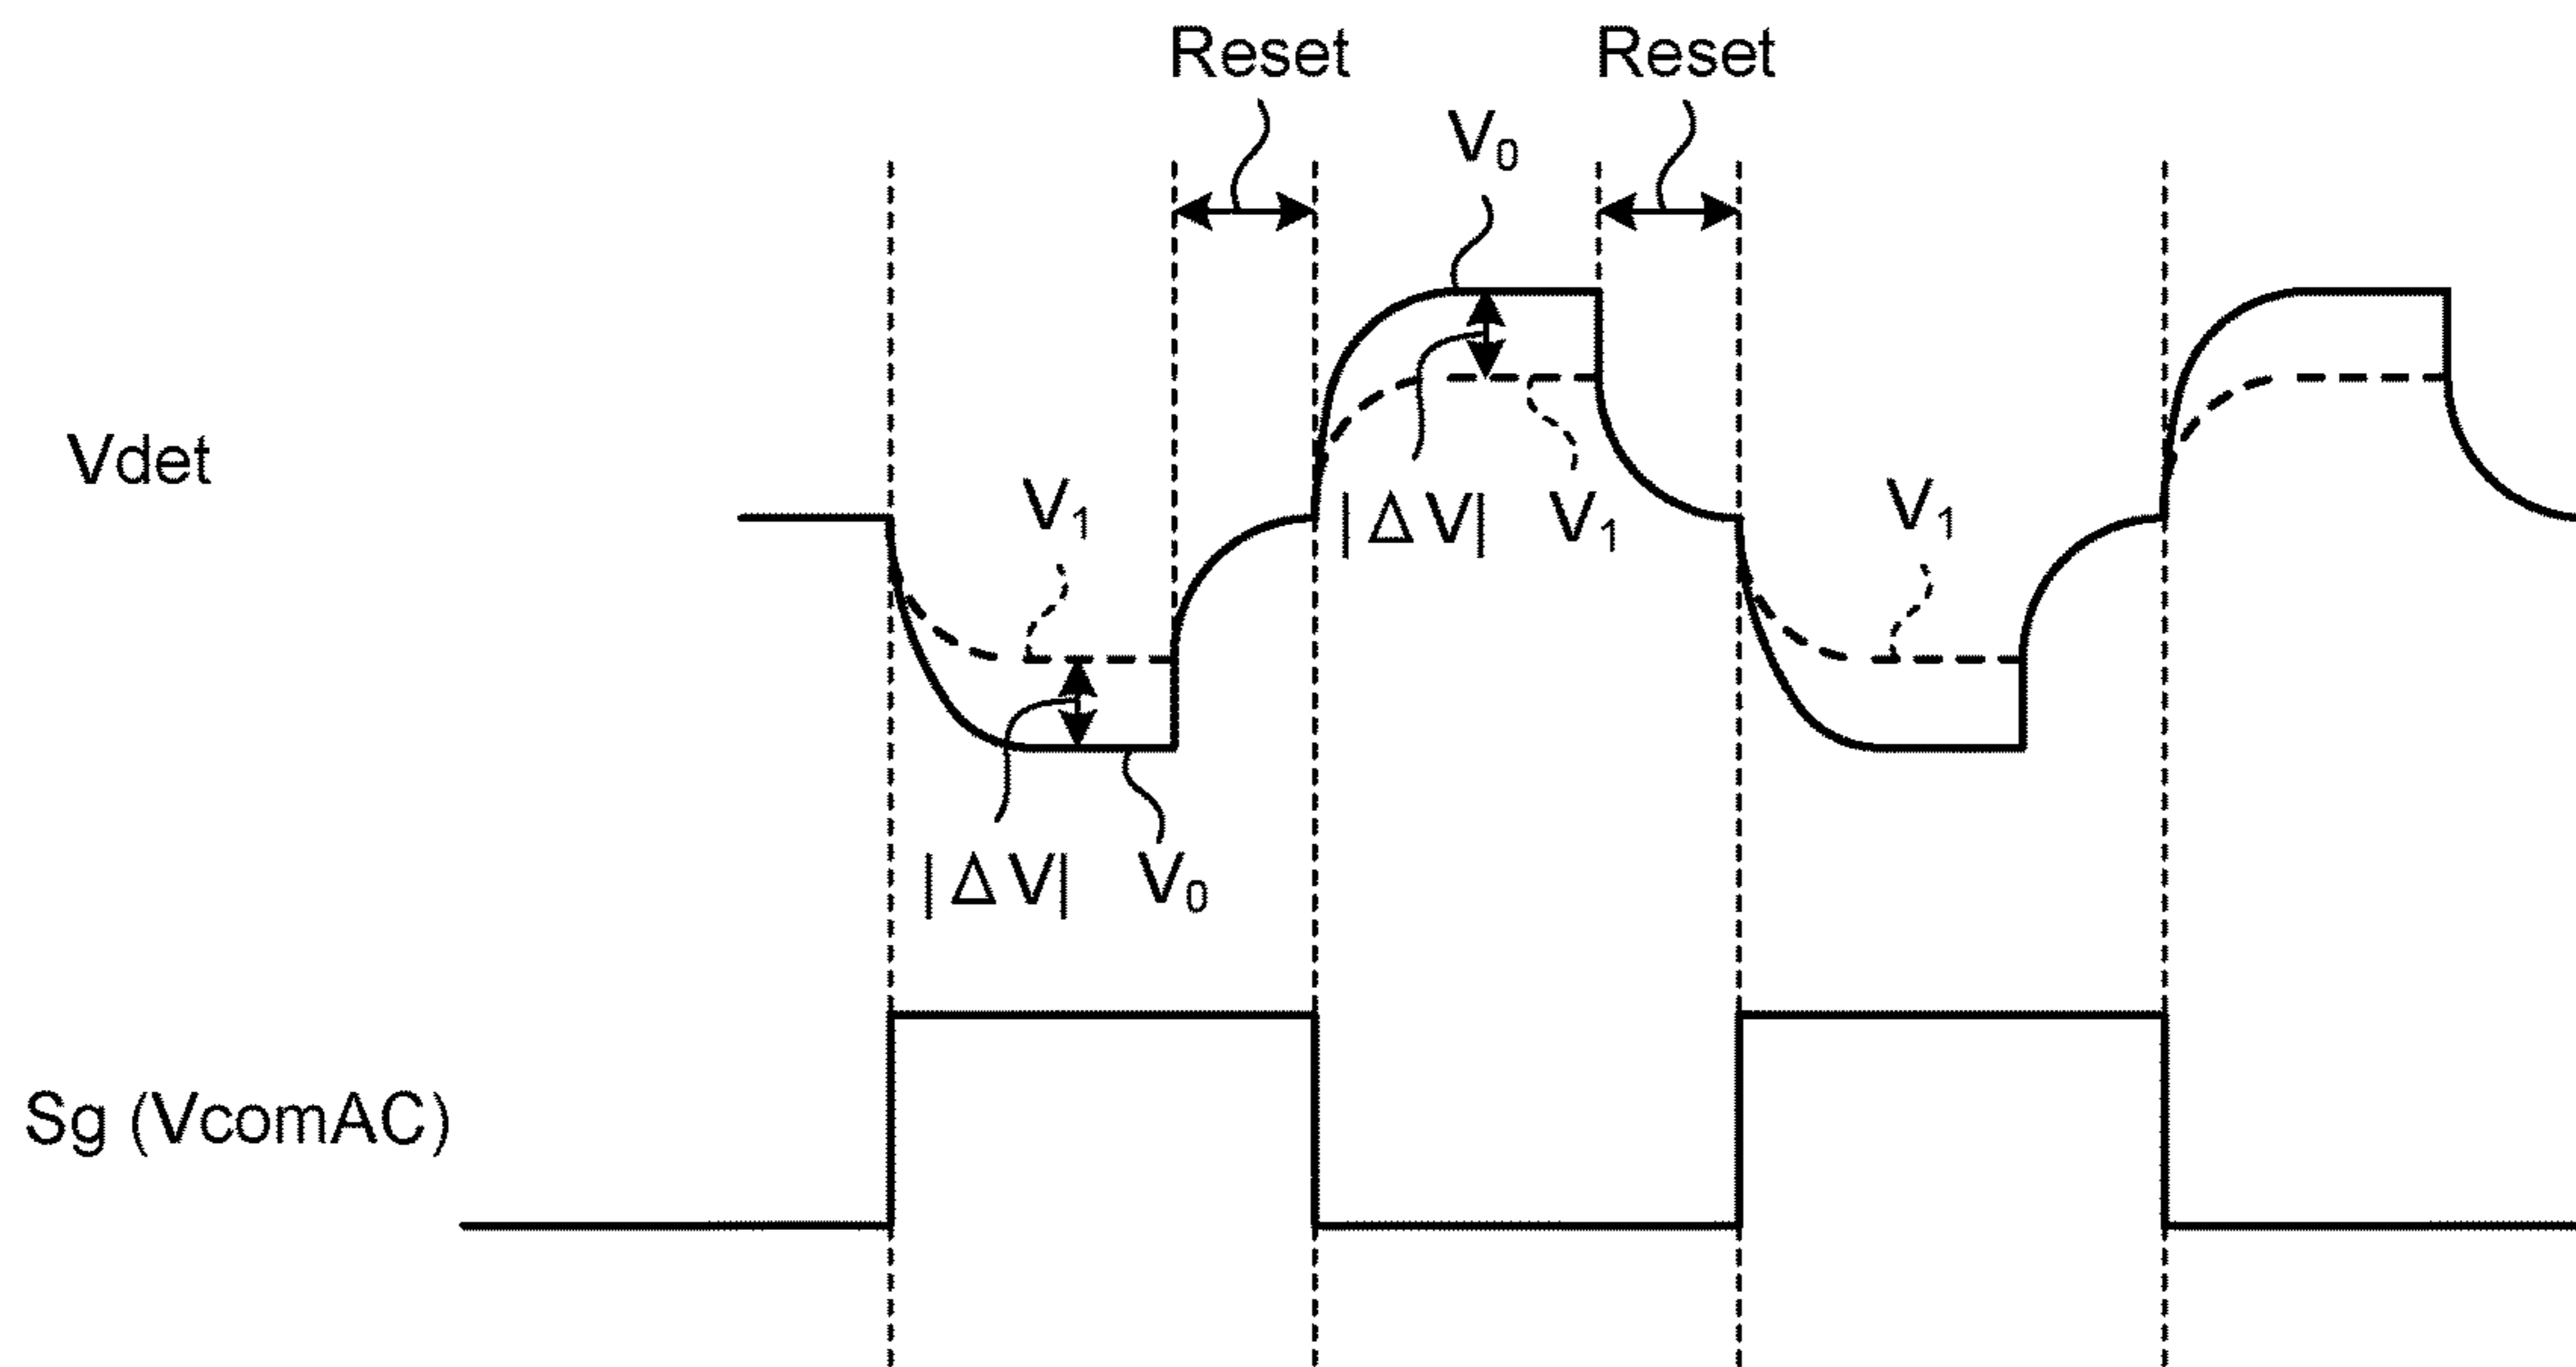 Reset
Reset
V₀
Vdet
V₁
|ΔV|
V₁
V₁
|ΔV|
V₀
Sg (VcomAC)